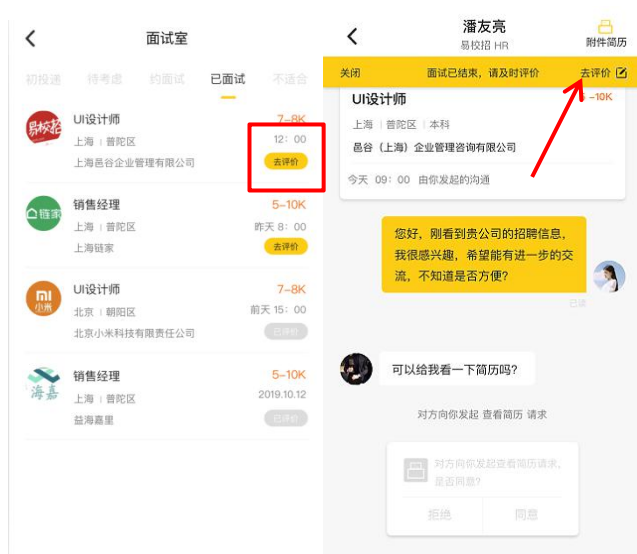 面试室
初投递 待考虑 约面试 已面试 不适合
易校招
UI设计师 7-8K
上海 | 普陀区 12：00
上海邑谷企业管理有限公司 去评价
链家
销售经理 5-10K
上海 | 普陀区 昨天 8：00
上海链家 去评价
小米
UI设计师 7-8K
北京 | 朝阳区 前天 15：00
北京小米科技有限责任公司 已评价
海嘉
销售经理 5-10K
上海 | 普陀区 2019.10.12
益海嘉里 已评价
潘友亮
易校招 HR
附件简历
关闭 面试已结束，请及时评价 去评价
UI设计师 -10K
上海 | 普陀区 | 本科
邑谷（上海）企业管理咨询有限公司
今天 09：00 由你发起的沟通
您好，刚看到贵公司的招聘信息，
我很感兴趣，希望能有进一步的交
流，不知道是否方便？
已读
可以给我看一下简历吗？
对方向你发起 查看简历 请求
对方向你发起查看简历请求，
是否同意？
拒绝 同意